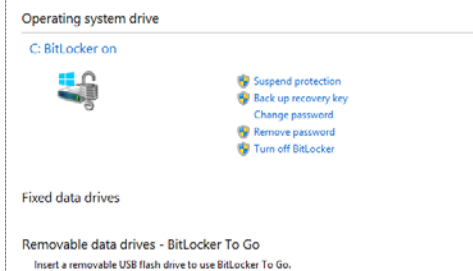 Operating system drive
C: BitLocker on
Suspend protection
Back up recovery key
Change password
Remove password
Turn off BitLocker
Fixed data drives
Removable data drives - BitLocker To Go
Insert a removable USB flash drive to use BitLocker To Go.